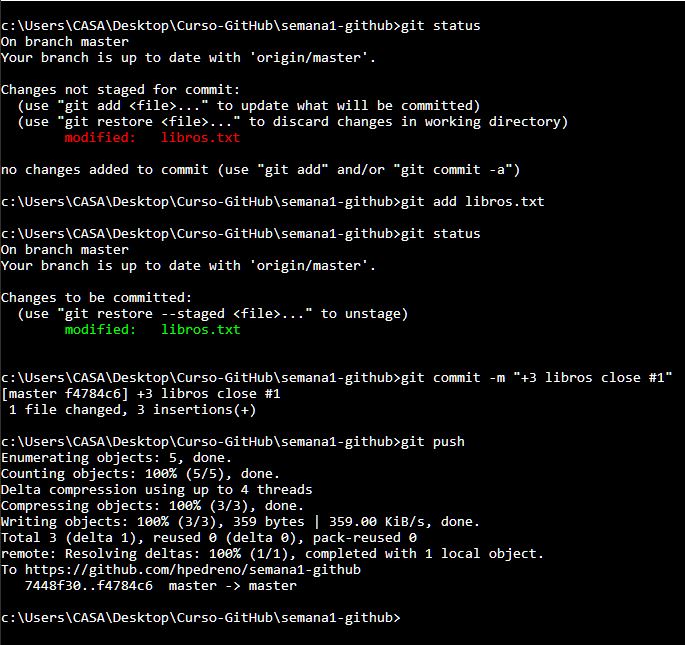 c:\Users\CASA\Desktop\Curso-GitHub\semana1-github>git status
On branch master
Your branch is up to date with 'origin/master'.
Changes not staged for commit:
(use "git add <file>..." to update what will be committed)
(use "git restore <file>..." to discard changes in working directory)
modified:   libros.txt
no changes added to commit (use "git add" and/or "git commit -a")
c:\Users\CASA\Desktop\Curso-GitHub\semana1-github>git add libros.txt
c:\Users\CASA\Desktop\Curso-GitHub\semana1-github>git status
On branch master
Your branch is up to date with 'origin/master'.
Changes to be committed:
(use "git restore --staged <file>..." to unstage)
modified:   libros.txt
c:\Users\CASA\Desktop\Curso-GitHub\semana1-github>git commit -m "+3 libros close #1"
[master f4784c6] +3 libros close #1
1 file changed, 3 insertions(+)
c:\Users\CASA\Desktop\Curso-GitHub\semana1-github>git push
Enumerating objects: 5, done.
Counting objects: 100% (5/5), done.
Delta compression using up to 4 threads
Compressing objects: 100% (3/3), done.
Writing objects: 100% (3/3), 359 bytes | 359.00 KiB/s, done.
Total 3 (delta 1), reused 0 (delta 0), pack-reused 0
remote: Resolving deltas: 100% (1/1), completed with 1 local object.
To https://github.com/hpedreno/semana1-github
7448f30..f4784c6  master -> master
c:\Users\CASA\Desktop\Curso-GitHub\semana1-github>